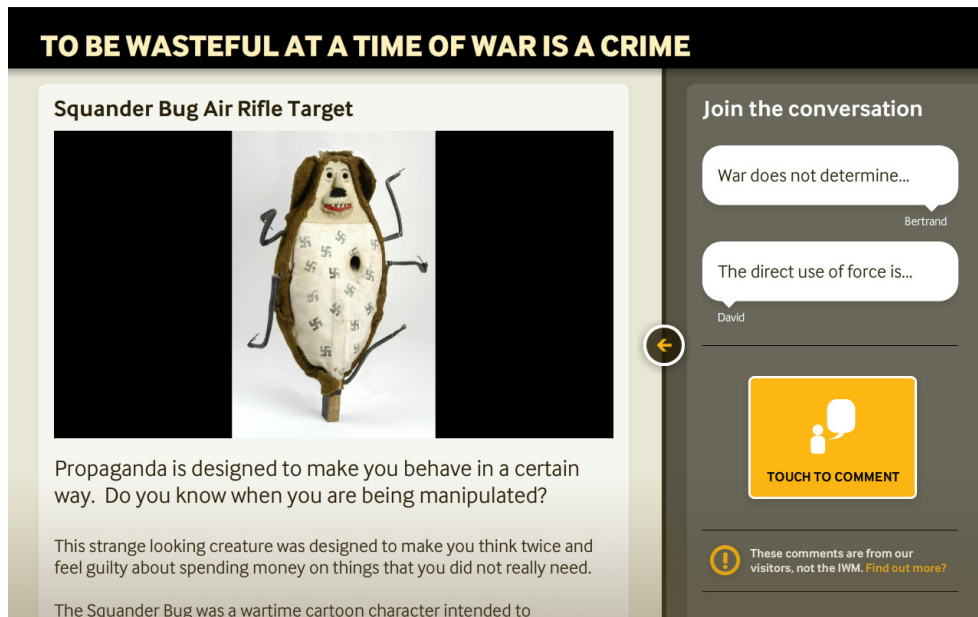 TO BE WASTEFUL AT A TIME OF WAR IS A CRIME
Squander Bug Air Rifle Target
Propaganda is designed to make you behave in a certain
way. Do you know when you are being manipulated?
This strange looking creature was designed to make you think twice and
feel guilty about spending money on things that you did not really need.
The Squander Bug was a wartime cartoon character intended to
Join the conversation
War does not determine...
Bertrand
The direct use of force is...
David
TOUCH TO COMMENT
These comments are from our
visitors, not the IWM. Find out more?